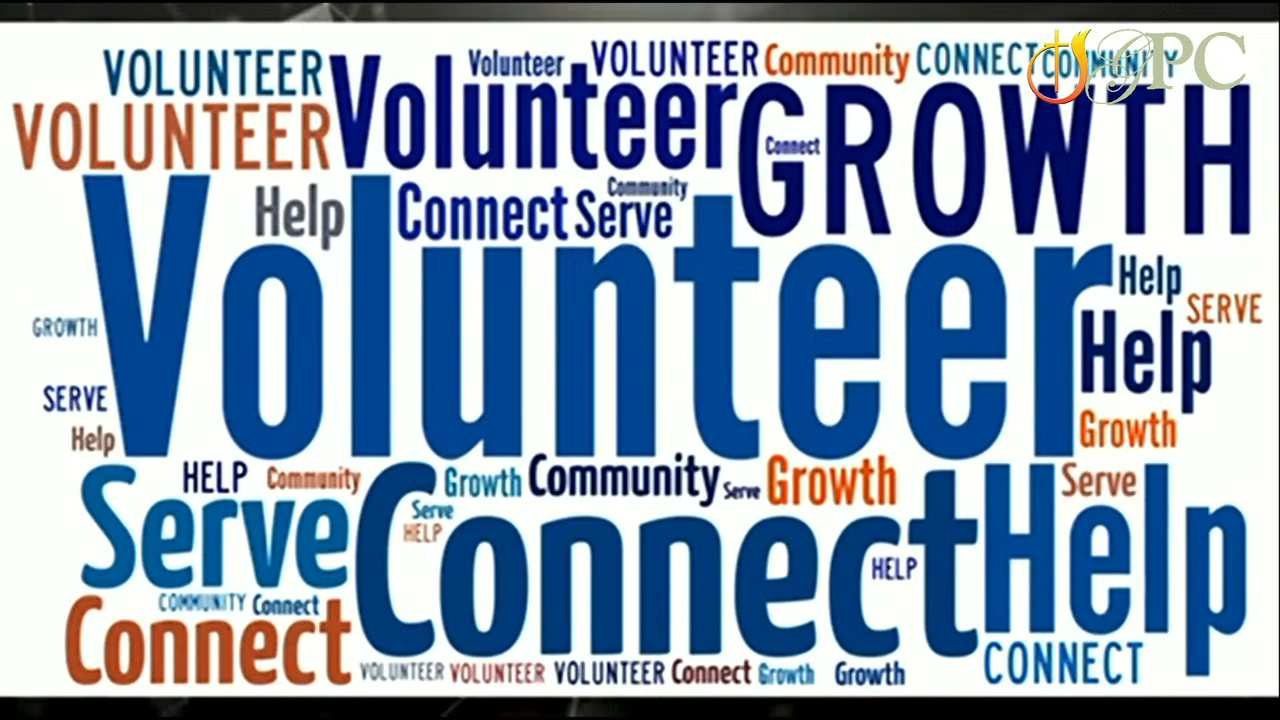 VOLUNTEER Volunteer Volunteer VOLUNTEER Community CONNECT COMMUNITY GPC
VOLUNTEER Connect GROWTH
Help Connect Serve Community
Volunteer Help
SERVE
GROWTH Help
SERVE
Help Growth
HELP Community Growth Community Serve Growth Serve
Serve Connect Serve Help
HELP
HELP
COMMUNITY Connect
Connect CONNECT
VOLUNTEER VOLUNTEER VOLUNTEER Connect Growth Growth